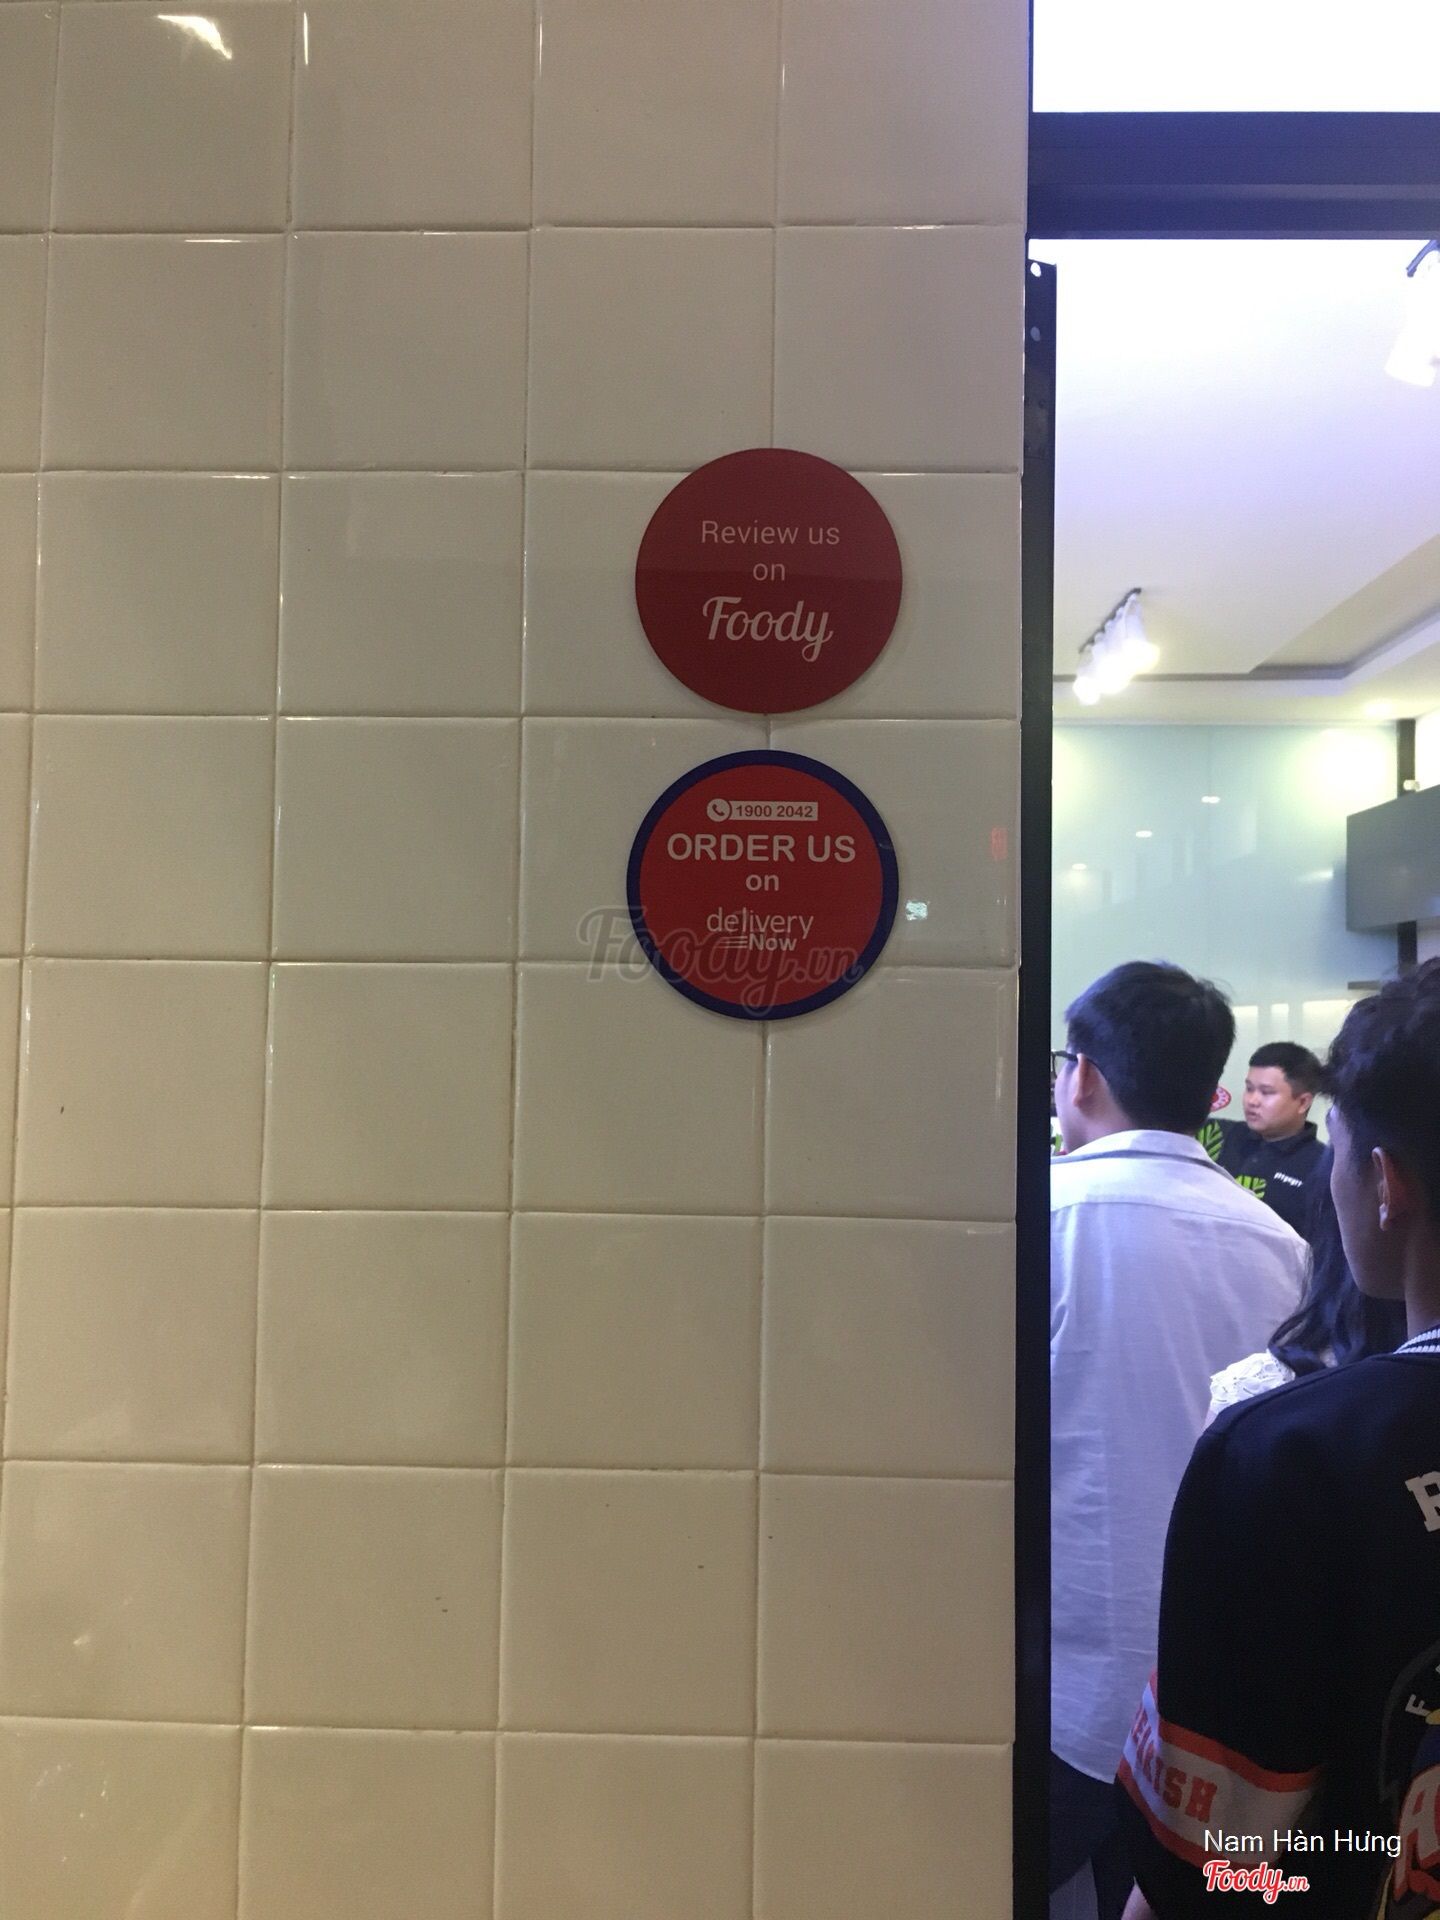 Review us
on
Foody
1900 2042
ORDER US
on
delivery
Now
Foody.vn
Nam Hàn Hưng
Foody.vn